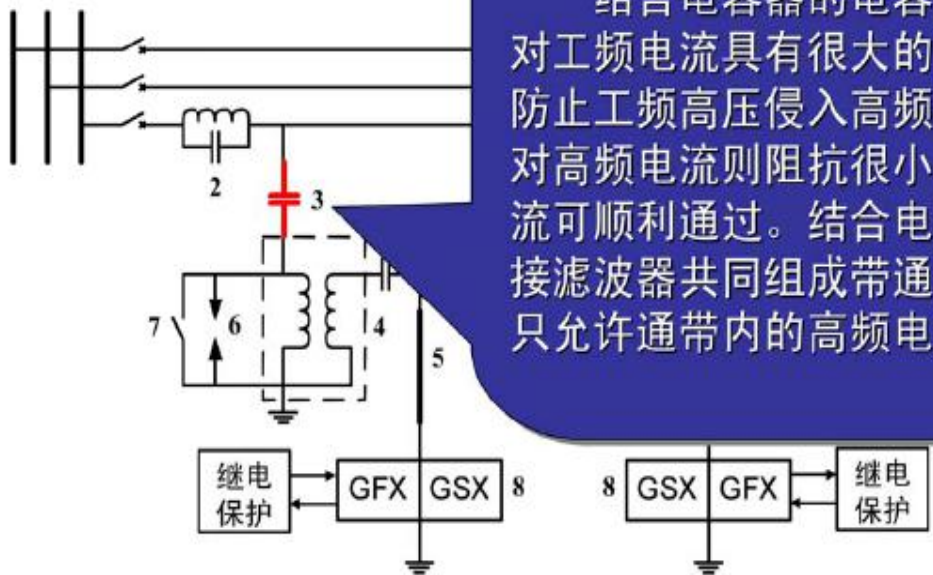 结合电容器的电容
对工频电流具有很大的
防止工频高压侵入高频
对高频电流则阻抗很小
流可顺利通过。结合电
接滤波器共同组成带通
只允许通带内的高频电
2
3
7
6
4
5
继电
保护
GFX
GSX
8
8
GSX
GFX
继电
保护